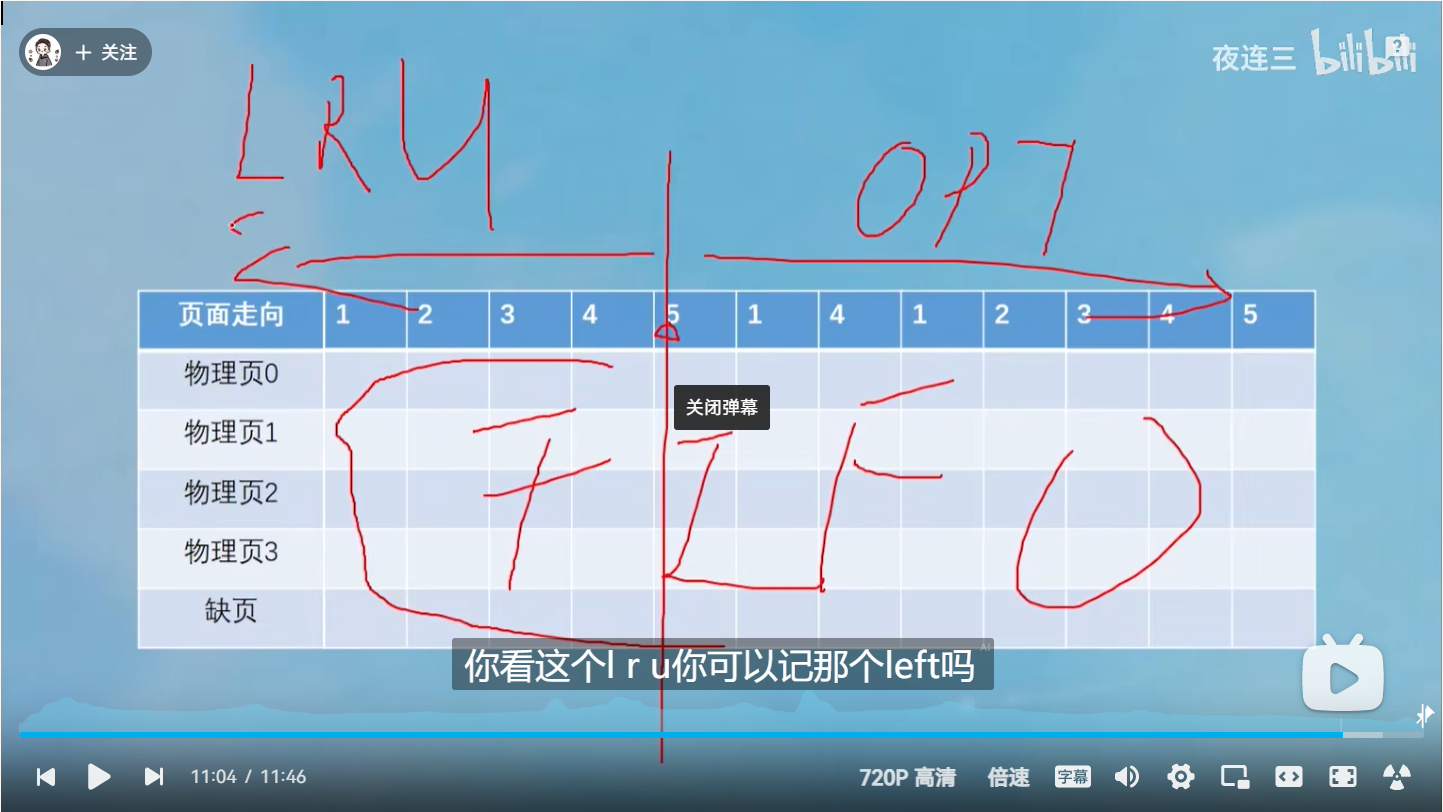 关注
夜连三 bilibili
LRU
OPT
页面走向 1 2 3 4 5 1 4 1 2 3 4 5
物理页0
关闭弹幕
物理页1
物理页2
物理页3
缺页
FIFO
AI
你看这个l r u你可以记那个left吗
11:04 / 11:46
720P 高清 倍速 字幕